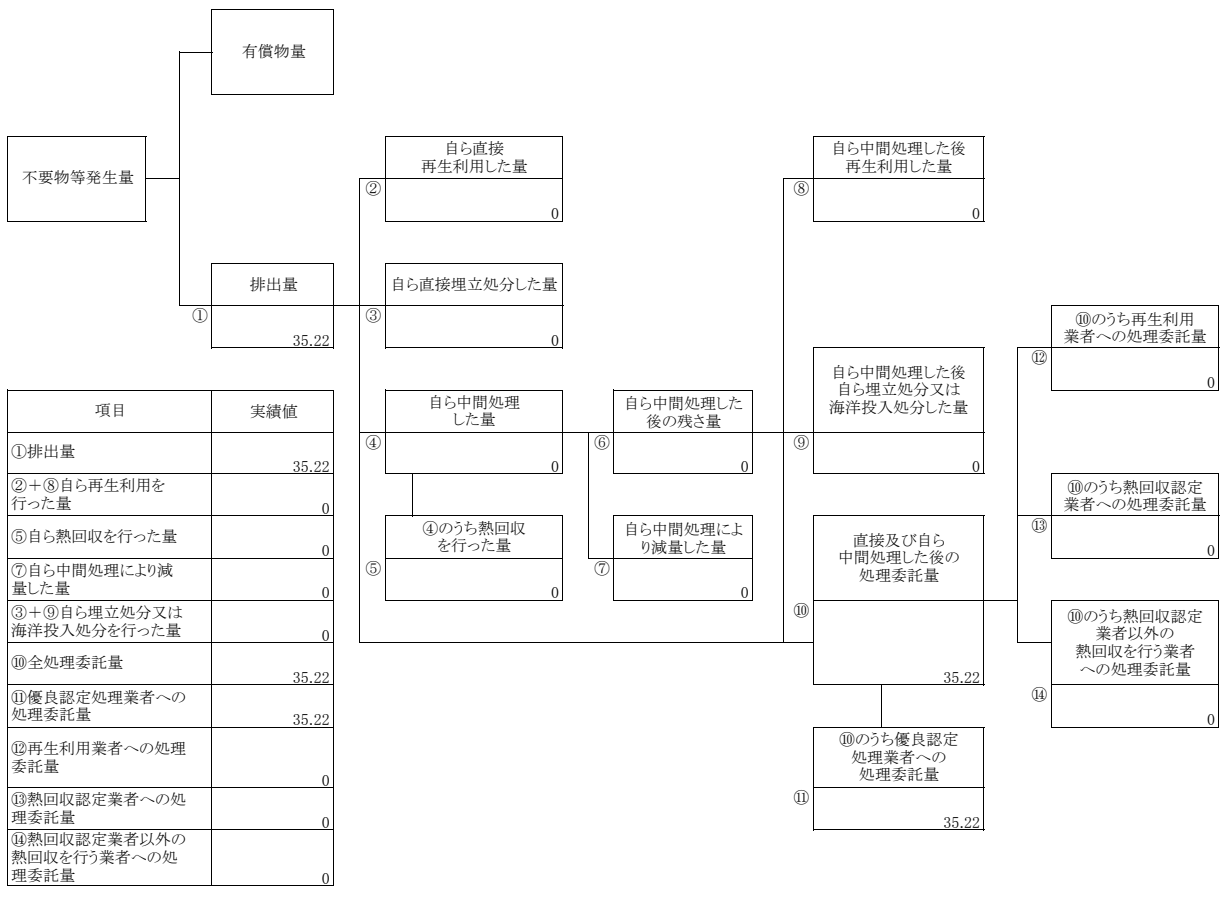 有償物量
不要物等発生量
排出量
①
35.22
自ら直接
再生利用した量
②
0
自ら直接埋立処分した量
③
0
自ら中間処理
した量
④
0
④のうち熱回収
を行った量
⑤
0
自ら中間処理した
後の残さ量
⑥
0
自ら中間処理によ
り減量した量
⑦
0
自ら中間処理した後
再生利用した量
⑧
0
自ら中間処理した後
自ら埋立処分又は
海洋投入処分した量
⑨
0
直接及び自ら
中間処理した後の
処理委託量
⑩
35.22
⑩のうち優良認定
処理業者への
処理委託量
⑪
35.22
⑩のうち再生利用
業者への処理委託量
⑫
0
⑩のうち熱回収認定
業者への処理委託量
⑬
0
⑩のうち熱回収認定
業者以外の
熱回収を行う業者
への処理委託量
⑭
0
項目 実績値
①排出量
35.22
②＋⑧自ら再生利用を
行った量
0
⑤自ら熱回収を行った量
0
⑦自ら中間処理により減
量した量
0
③＋⑨自ら埋立処分又は
海洋投入処分を行った量
0
⑩全処理委託量
35.22
⑪優良認定処理業者への
処理委託量
35.22
⑫再生利用業者への処理
委託量
0
⑬熱回収認定業者への処
理委託量
0
⑭熱回収認定業者以外の
熱回収を行う業者への処
理委託量
0